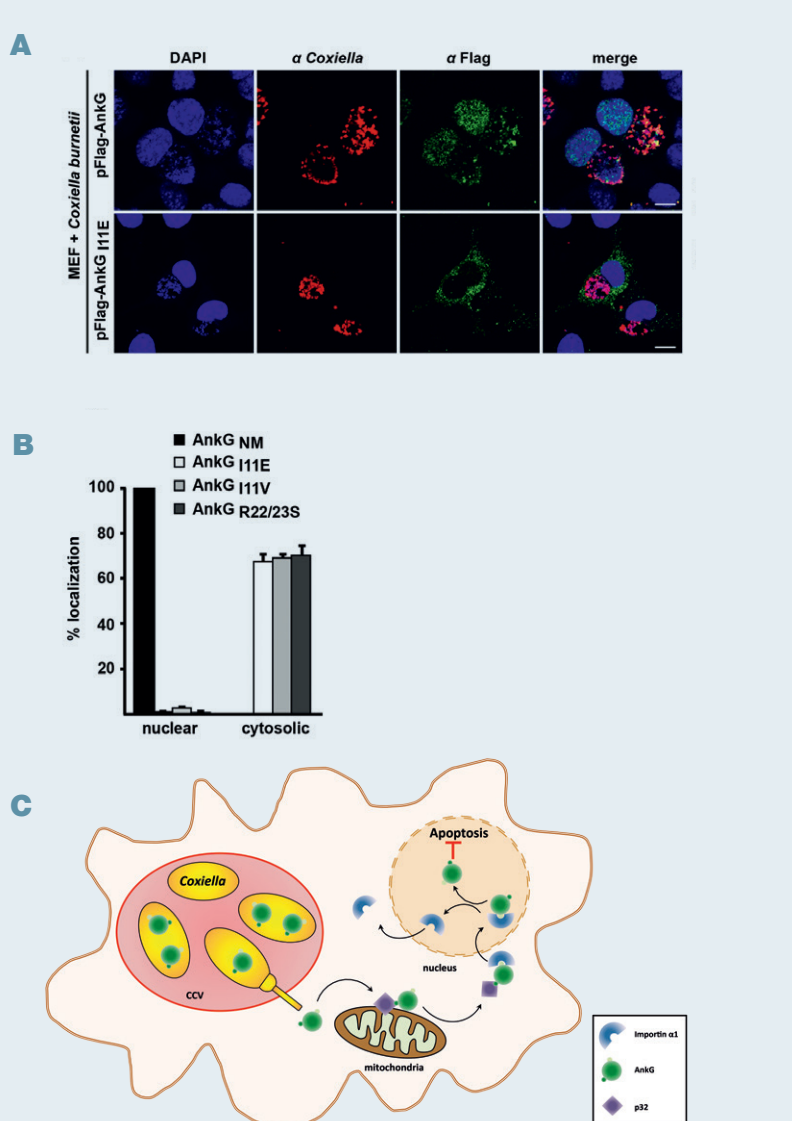 A
DAPI
α Coxiella
α Flag
merge
MEF + Coxiella burnetii
pFlag-AnkG
pFlag-AnkG I11E
B
AnkG NM
AnkG I11E
AnkG I11V
AnkG R22/23S
% localization
100
80
60
40
20
nuclear
cytosolic
C
Apoptosis
Coxiella
nucleus
CCV
mitochondria
Importin α1
AnkG
p32